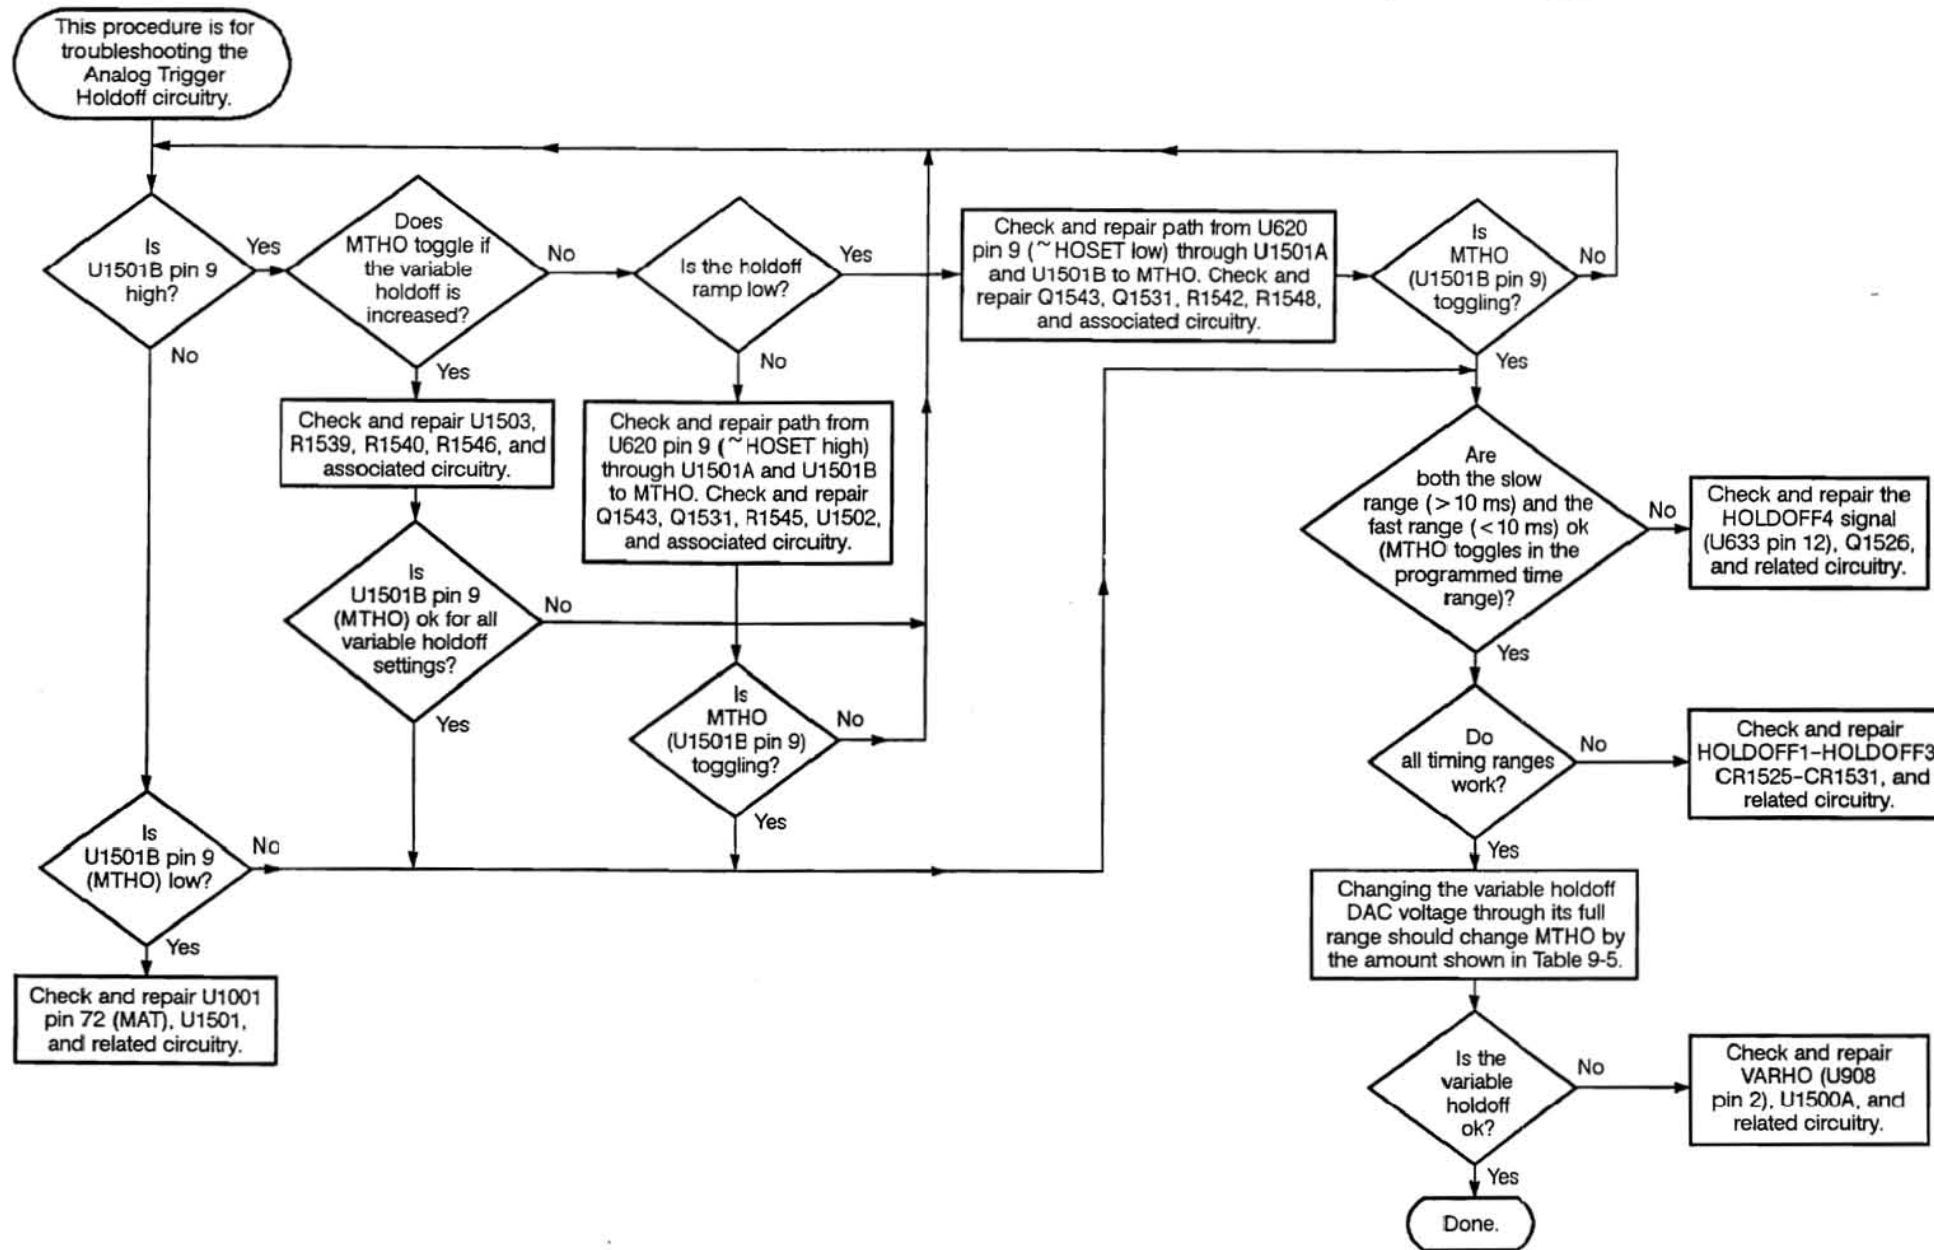 This procedure is for
troubleshooting the
Analog Trigger
Holdoff circuitry.
Is
U1501B pin 9
high?
Yes
No
Does
MTHO toggle if
the variable
holdoff is
increased?
No
Yes
Is the holdoff
ramp low?
Yes
No
Check and repair path from U620
pin 9 (~HOSET low) through U1501A
and U1501B to MTHO. Check and
repair Q1543, Q1531, R1542, R1548,
and associated circuitry.
Is
MTHO
(U1501B pin 9)
toggling?
No
Yes
Check and repair U1503,
R1539, R1540, R1546, and
associated circuitry.
Check and repair path from
U620 pin 9 (~HOSET high)
through U1501A and U1501B
to MTHO. Check and repair
Q1543, Q1531, R1545, U1502,
and associated circuitry.
Is
U1501B pin 9
(MTHO) ok for all
variable holdoff
settings?
No
Yes
Is
MTHO
(U1501B pin 9)
toggling?
No
Yes
Is
U1501B pin 9
(MTHO) low?
No
Yes
Check and repair U1001
pin 72 (MAT), U1501,
and related circuitry.
Are
both the slow
range (>10 ms) and the
fast range (<10 ms) ok
(MTHO toggles in the
programmed time
range)?
No
Yes
Check and repair the
HOLDOFF4 signal
(U633 pin 12), Q1526,
and related circuitry.
Do
all timing ranges
work?
No
Yes
Check and repair
HOLDOFF1–HOLDOFF3
CR1525–CR1531, and
related circuitry.
Changing the variable holdoff
DAC voltage through its full
range should change MTHO by
the amount shown in Table 9-5.
Is the
variable
holdoff
ok?
No
Yes
Check and repair
VARHO (U908
pin 2), U1500A, and
related circuitry.
Done.